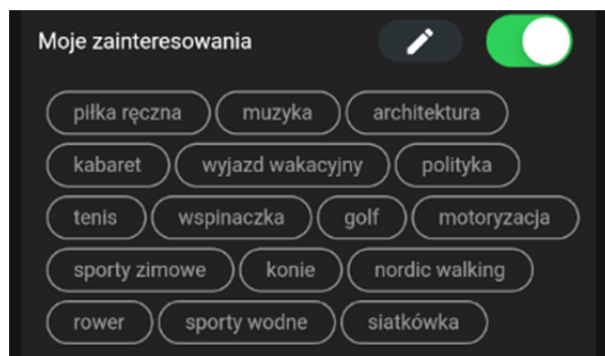 Moje zainteresowania
piłka ręczna muzyka architektura
kabaret wyjazd wakacyjny polityka
tenis wspinaczka golf motoryzacja
sporty zimowe konie nordic walking
rower sporty wodne siatkówka